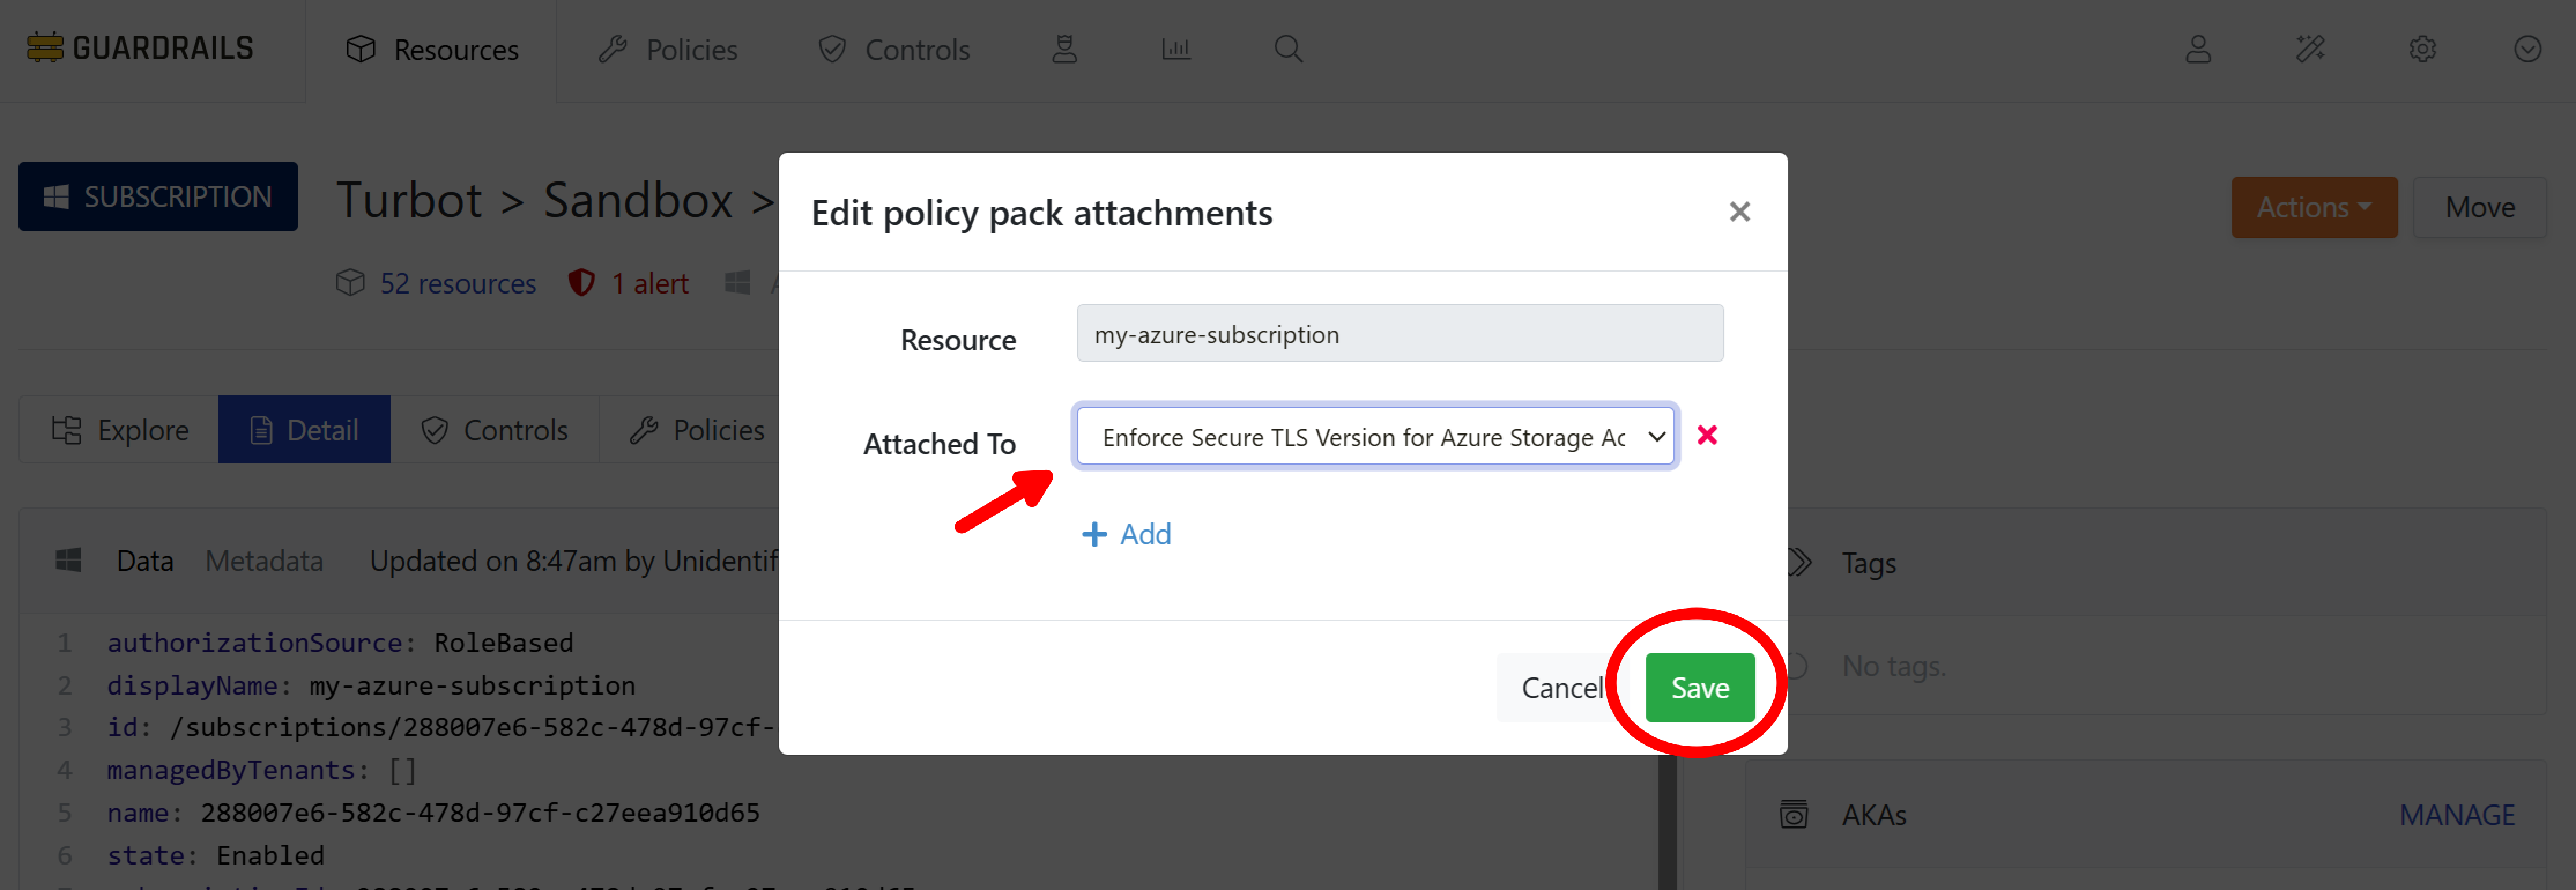 GUARDRAILS Resources Policies Controls
SUBSCRIPTION Turbot > Sandbox >
Actions Move
52 resources 1 alert
Explore Detail Controls Policies
Edit policy pack attachments
Resource my-azure-subscription
Attached To Enforce Secure TLS Version for Azure Storage Ac
Add
Cancel Save
Data Metadata Updated on 8:47am by Unidentif
1 authorizationSource: RoleBased
2 displayName: my-azure-subscription
3 id: /subscriptions/288007e6-582c-478d-97cf-
4 managedByTenants: []
5 name: 288007e6-582c-478d-97cf-c27eea910d65
6 state: Enabled
Tags
No tags.
AKAs MANAGE